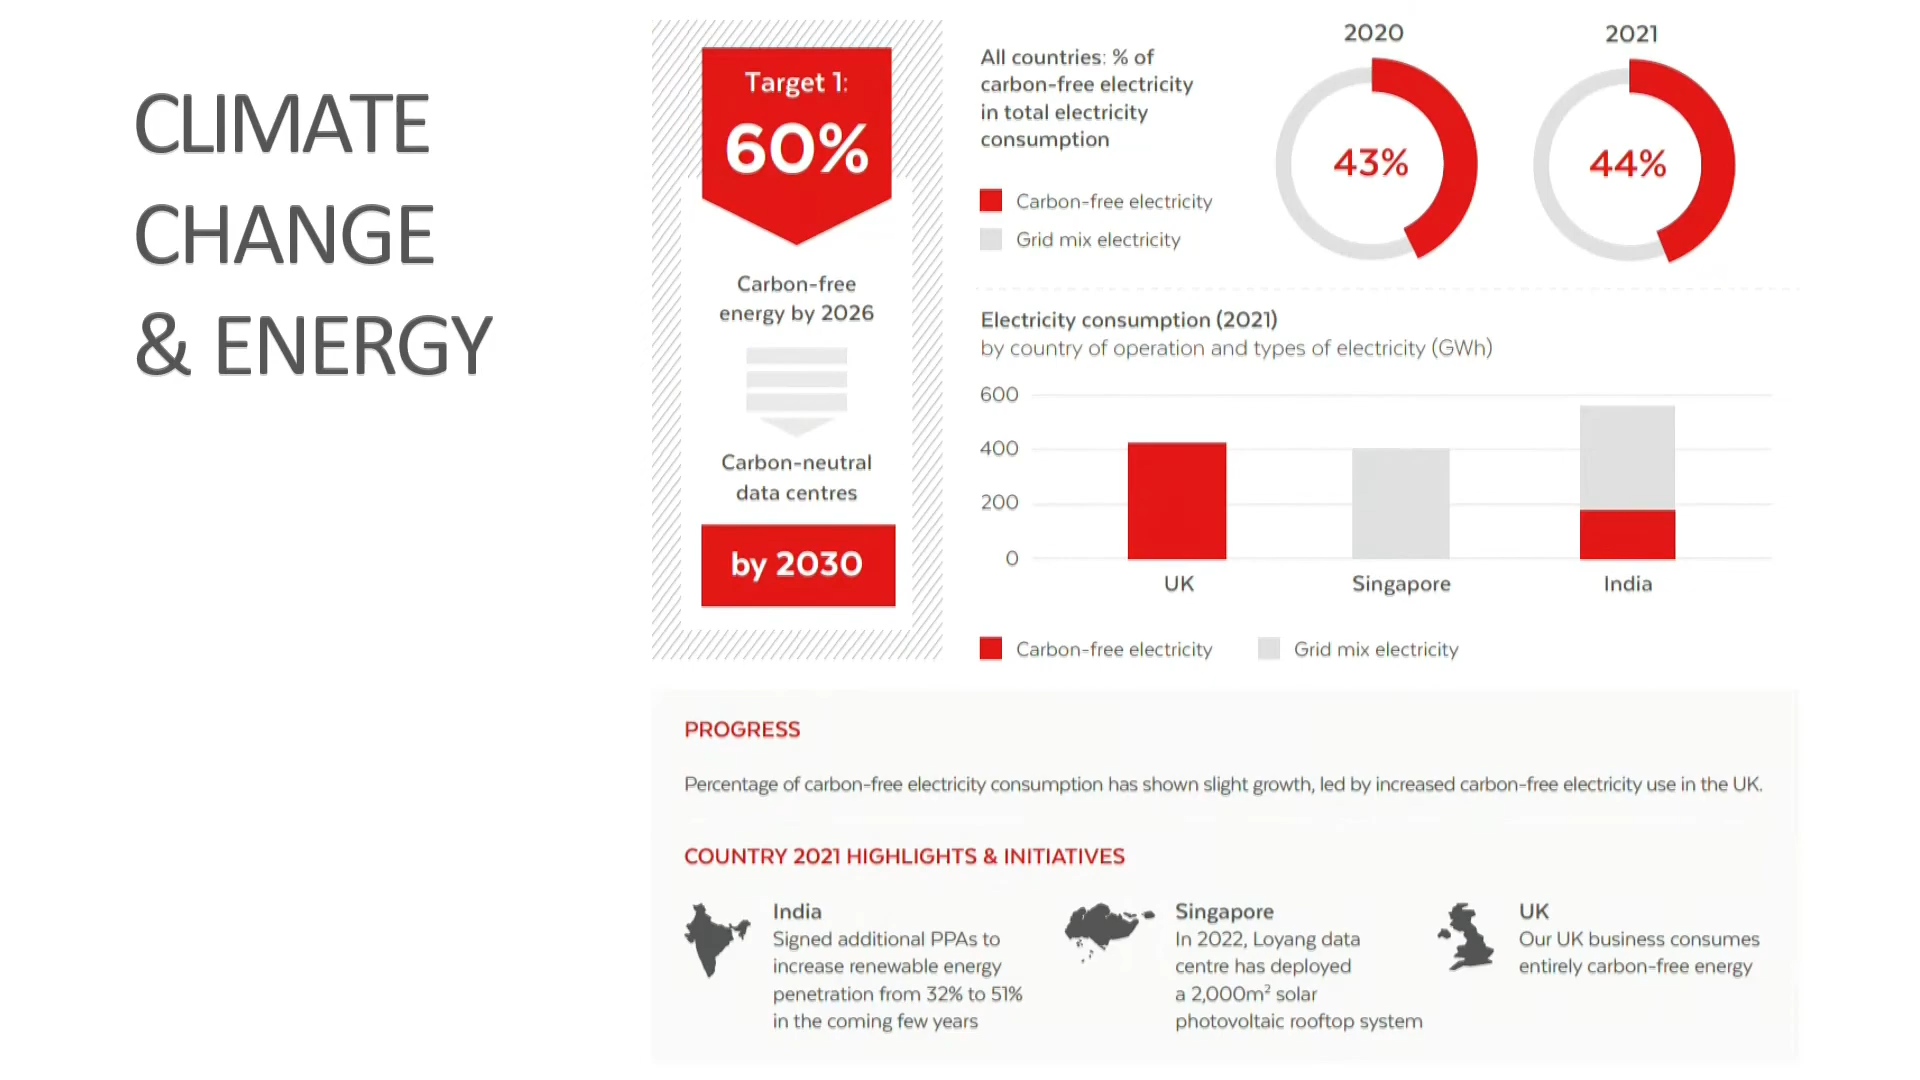 CLIMATE
CHANGE
& ENERGY
Target 1:
60%
Carbon-free
energy by 2026
Carbon-neutral
data centres
by 2030
All countries: % of
carbon-free electricity
in total electricity
consumption
Carbon-free electricity
Grid mix electricity
2020
43%
2021
44%
Electricity consumption (2021)
by country of operation and types of electricity (GWh)
600
400
200
0
UK
Singapore
India
Carbon-free electricity
Grid mix electricity
PROGRESS
Percentage of carbon-free electricity consumption has shown slight growth, led by increased carbon-free electricity use in the UK.
COUNTRY 2021 HIGHLIGHTS & INITIATIVES
India
Signed additional PPAs to
increase renewable energy
penetration from 32% to 51%
in the coming few years
Singapore
In 2022, Loyang data
centre has deployed
a 2,000m² solar
photovoltaic rooftop system
UK
Our UK business consumes
entirely carbon-free energy